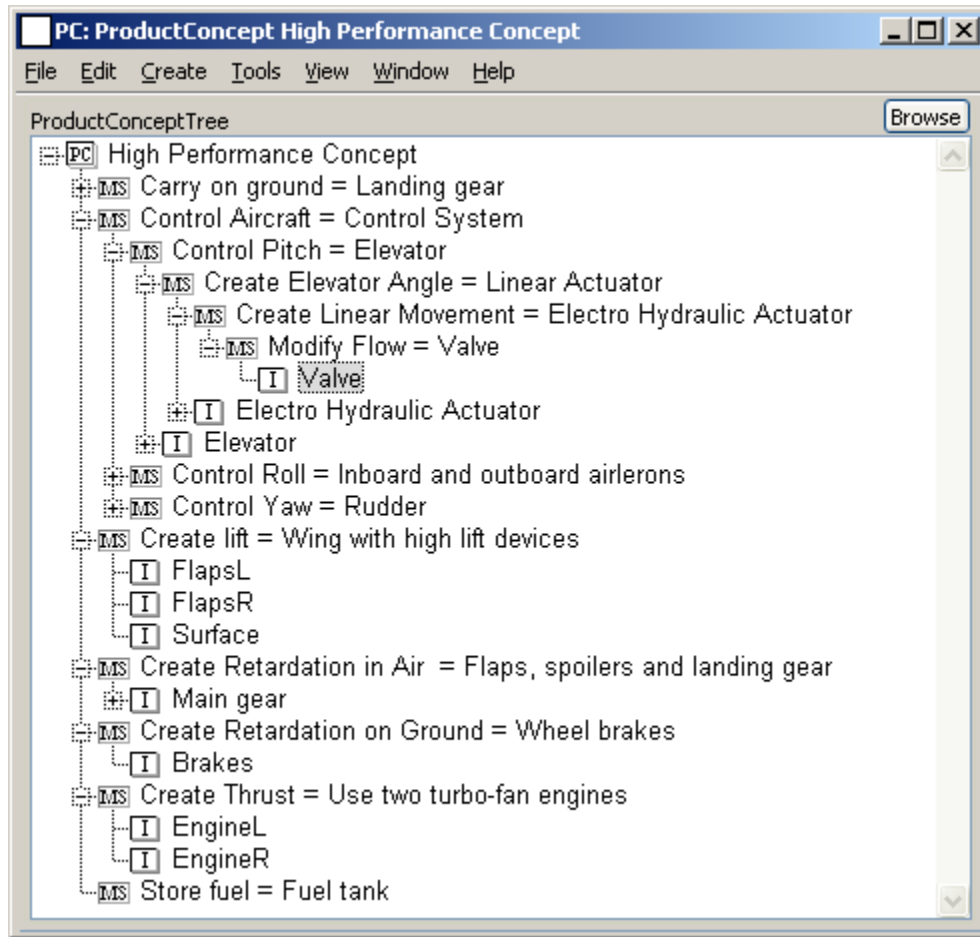 PC: ProductConcept High Performance Concept
File Edit Create Tools View Window Help
ProductConceptTree Browse
PC High Performance Concept
MS Carry on ground = Landing gear
MS Control Aircraft = Control System
MS Control Pitch = Elevator
MS Create Elevator Angle = Linear Actuator
MS Create Linear Movement = Electro Hydraulic Actuator
MS Modify Flow = Valve
I Valve
I Electro Hydraulic Actuator
I Elevator
MS Control Roll = Inboard and outboard airlerons
MS Control Yaw = Rudder
MS Create lift = Wing with high lift devices
I FlapsL
I FlapsR
I Surface
MS Create Retardation in Air = Flaps, spoilers and landing gear
I Main gear
MS Create Retardation on Ground = Wheel brakes
I Brakes
MS Create Thrust = Use two turbo-fan engines
I EngineL
I EngineR
MS Store fuel = Fuel tank